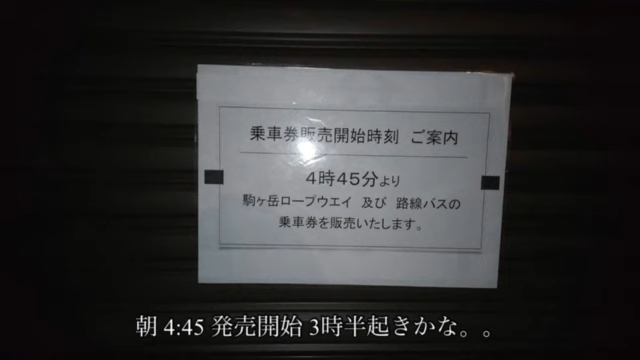 乗車券販売開始時刻 ご案内
4時45分より
駒ヶ岳ロープウエイ 及び 路線バスの
乗車券を販売いたします。
朝 4:45 発売開始 3時半起きかな。。